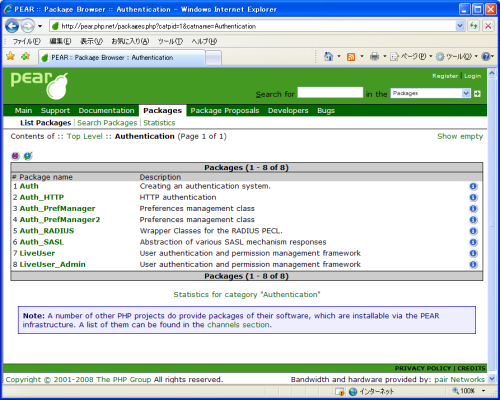 PEAR :: Package Browser :: Authentication - Windows Internet Explorer
http://pear.php.net/packages.php?catpid=1&catname=Authentication
ファイル(F) 編集(E) 表示(V) お気に入り(A) ツール(T) ヘルプ(H)
PEAR :: Package Browser :: Authentication
ページ(P) ツール(O)
pear
Register | Login
Search for in the Packages
Main Support Documentation Packages Package Proposals Developers Bugs
List Packages | Search Packages | Statistics
Contents of :: Top Level :: Authentication (Page 1 of 1) Show empty
Packages (1 - 8 of 8)
# Package name Description
1 Auth Creating an authentication system.
2 Auth_HTTP HTTP authentication
3 Auth_PrefManager Preferences management class
4 Auth_PrefManager2 Preferences management class
5 Auth_RADIUS Wrapper Classes for the RADIUS PECL.
6 Auth_SASL Abstraction of various SASL mechanism responses
7 LiveUser User authentication and permission management framework
8 LiveUser_Admin User authentication and permission management framework
Packages (1 - 8 of 8)
Statistics for category "Authentication"
Note: A number of other PHP projects do provide packages of their software, which are installable via the PEAR
infrastructure. A list of them can be found in the channels section.
PRIVACY POLICY | CREDITS
Copyright © 2001-2008 The PHP Group All rights reserved. Bandwidth and hardware provided by: pair Networks
インターネット 100%